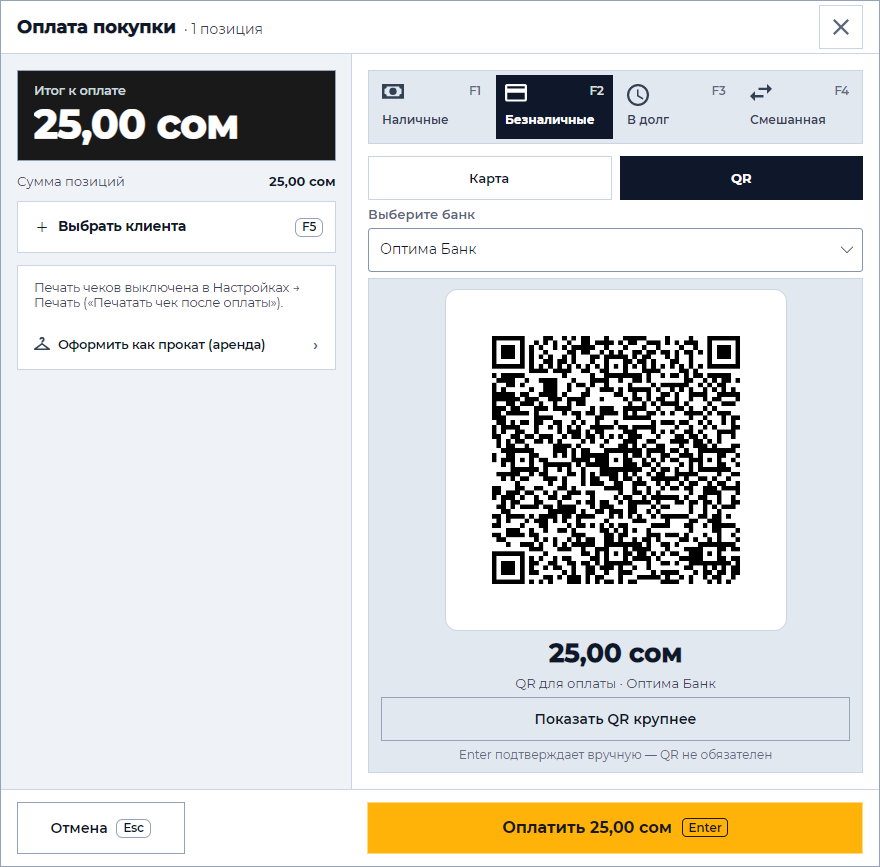 Оплата покупки · 1 позиция
Итог к оплате
25,00 сом
Сумма позиций 25,00 сом
+ Выбрать клиента F5
Печать чеков выключена в Настройках →
Печать («Печатать чек после оплаты»).
Оформить как прокат (аренда) ›
Наличные F1
Безналичные F2
В долг F3
Смешанная F4
Карта
QR
Выберите банк
Оптима Банк
25,00 сом
QR для оплаты · Оптима Банк
Показать QR крупнее
Enter подтверждает вручную — QR не обязателен
Отмена Esc
Оплатить 25,00 сом Enter